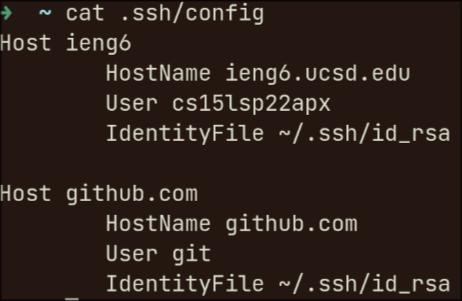 ➜ ~ cat .ssh/config
Host ieng6
        HostName ieng6.ucsd.edu
        User cs15lsp22apx
        IdentityFile ~/.ssh/id_rsa

Host github.com
        HostName github.com
        User git
        IdentityFile ~/.ssh/id_rsa